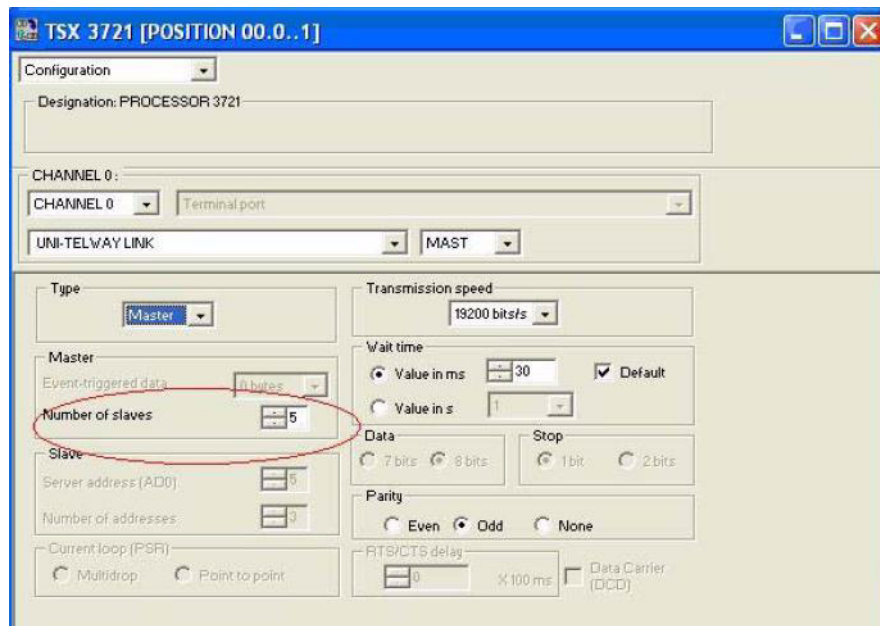 TSX 3721 [POSITION 00.0..1]
Configuration
Designation: PROCESSOR 3721
CHANNEL 0 :
CHANNEL 0
Terminal port
UNI-TELWAY LINK
MAST
Type
Master
Transmission speed
19200 bits/s
Master
Event-triggered data
0 bytes
Number of slaves
5
Wait time
Value in ms
30
Default
Value in s
1
Slave
Server address (AD0)
5
Number of addresses
3
Data
7 bits
8 bits
Stop
1 bit
2 bits
Parity
Even
Odd
None
Current loop (PSR)
Multidrop
Point to point
RTS/CTS delay
0
X 100 ms
Data Carrier
(DCD)